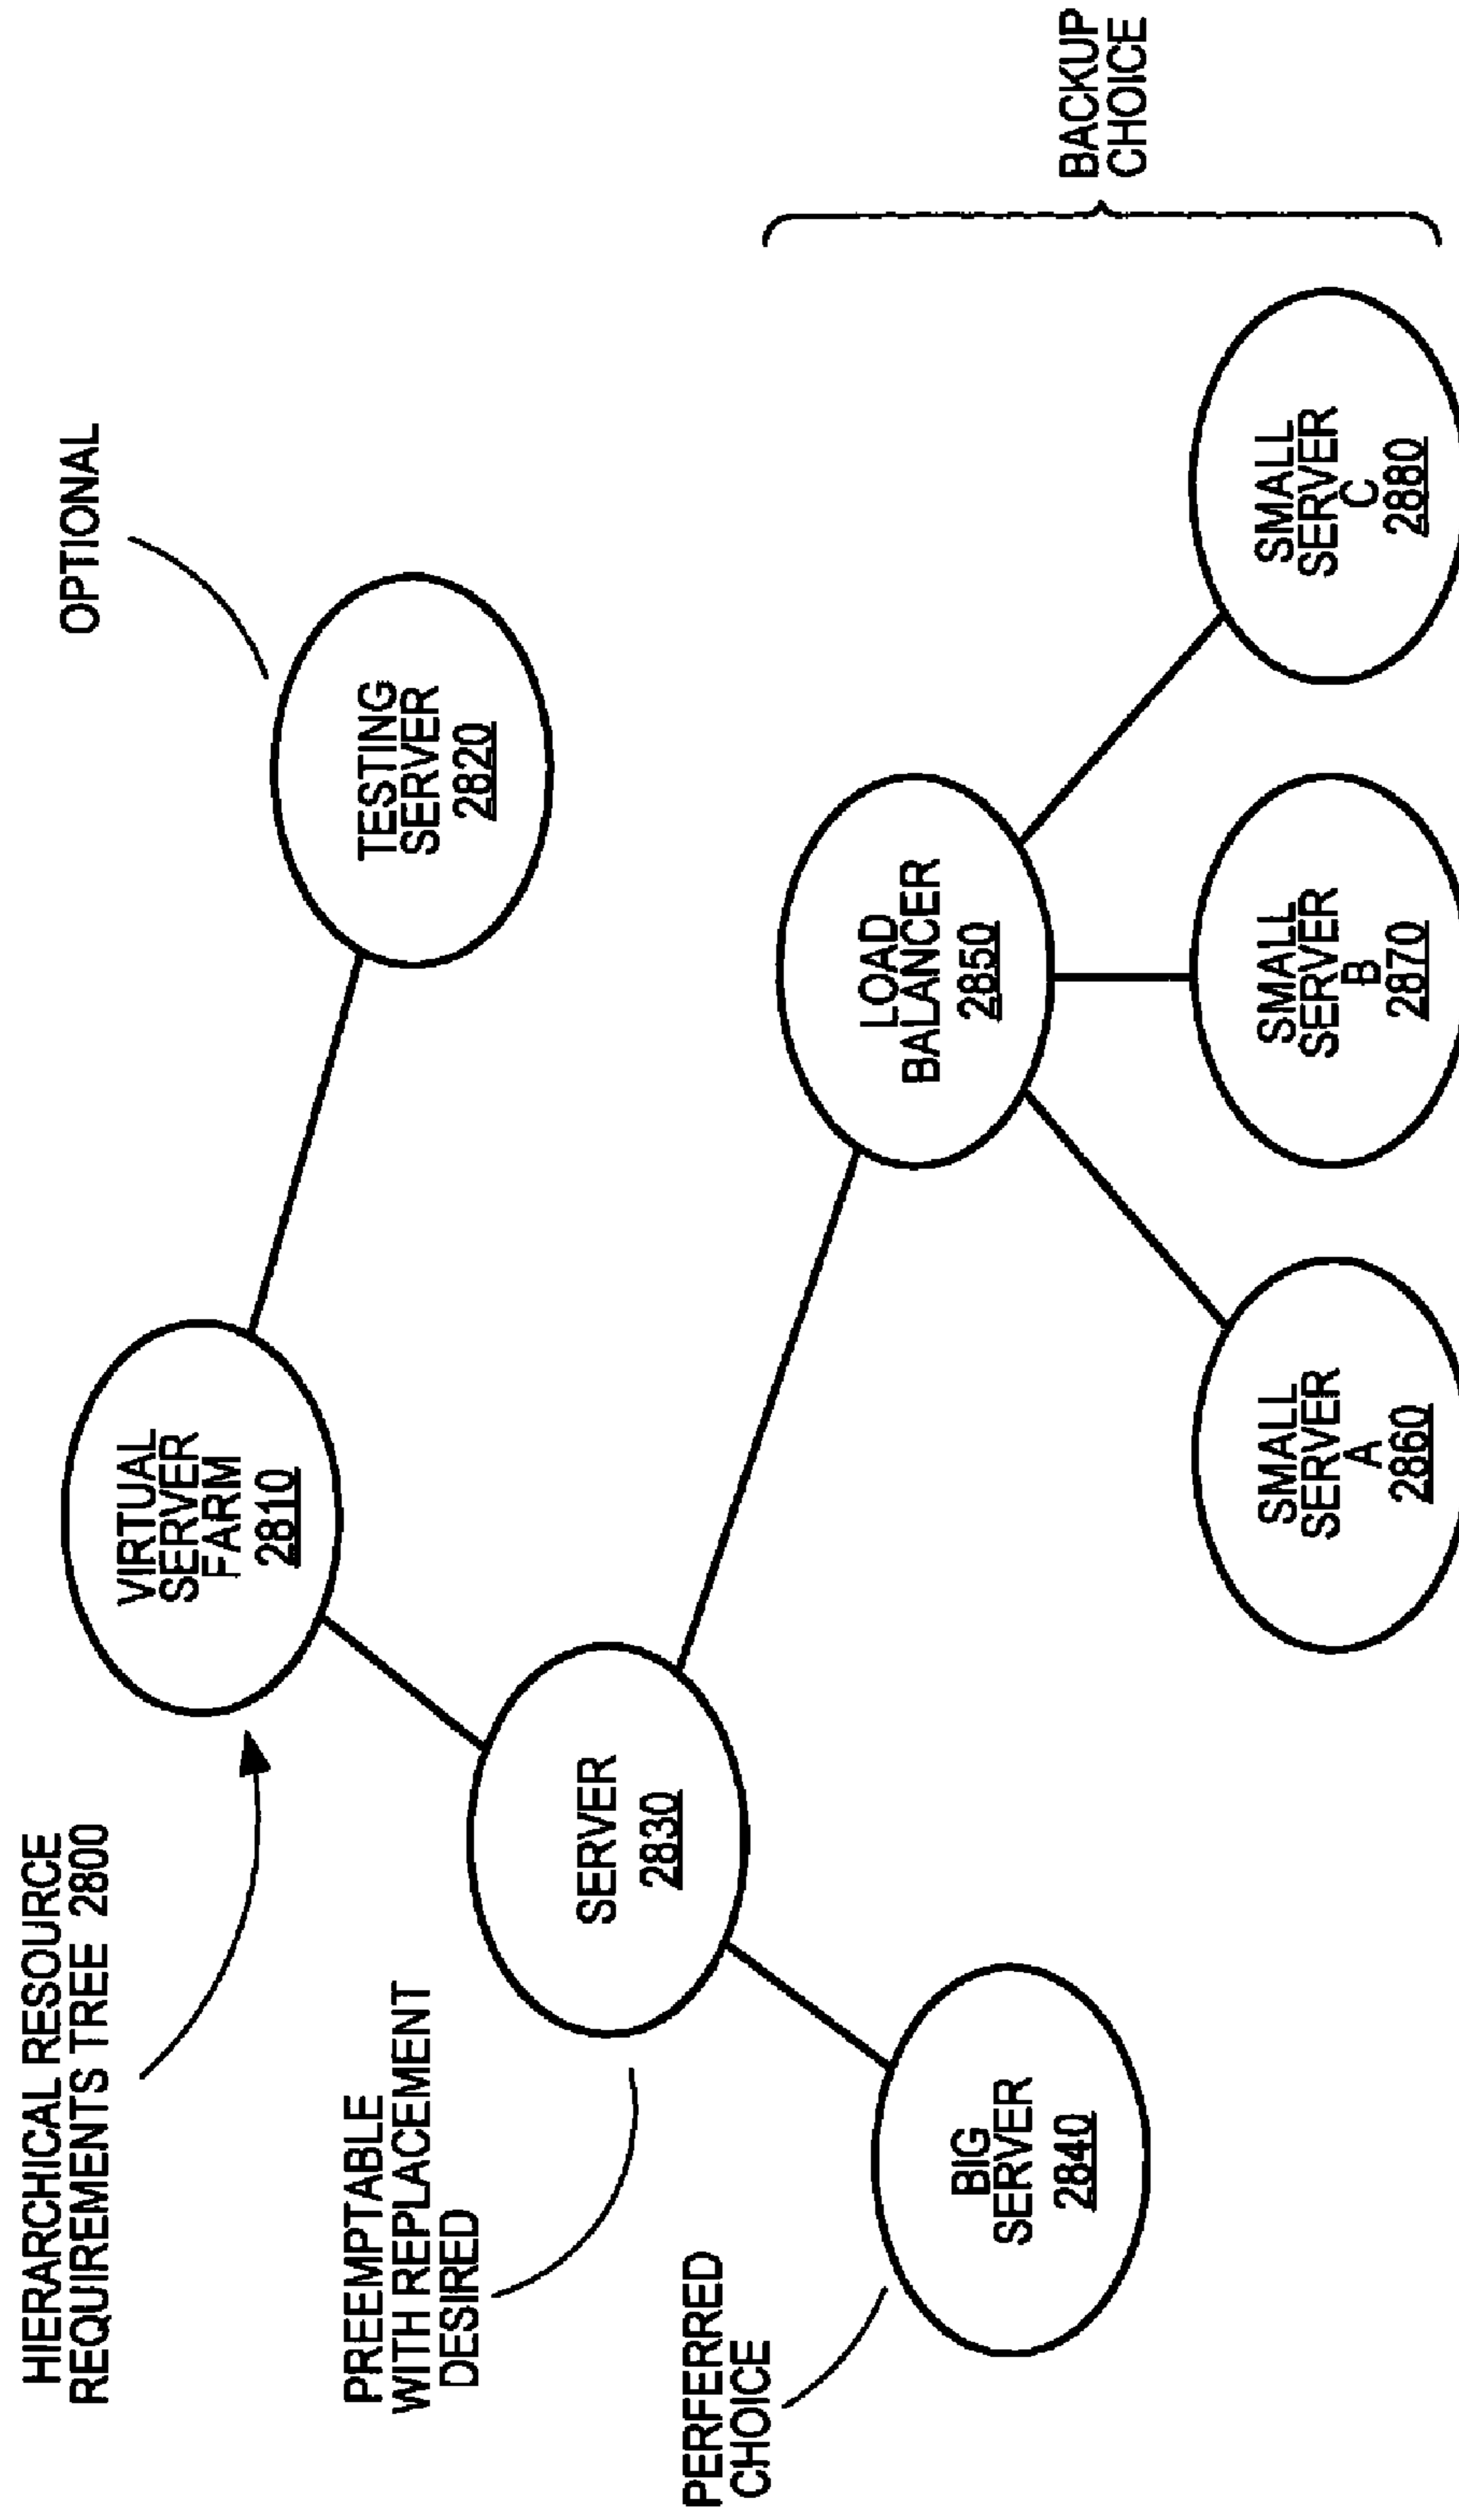 HIERARCHICAL RESOURCE
REQUIREMENTS TREE 2800
OPTIONAL
VIRTUAL
SERVER
FARM
2810
PREEMPTABLE
WITH REPLACEMENT
DESIRED
TESTING
SERVER
2820
SERVER
2830
PERFERRED
CHOICE
LOAD
BALANCER
2850
BIG
SERVER
2840
BACKUP
CHOICE
SMALL
SERVER
A
2860
SMALL
SERVER
B
2870
SMALL
SERVER
C
2880